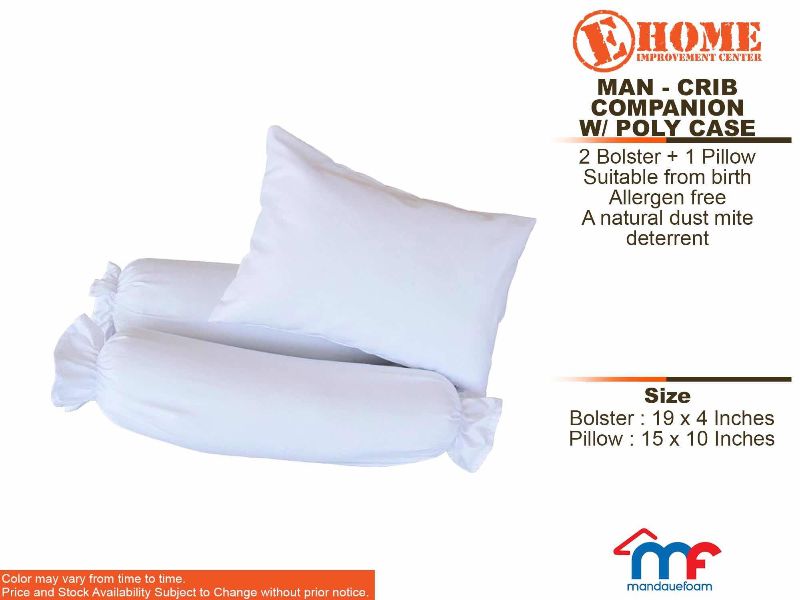 E HOME
IMPROVEMENT CENTER
MAN - CRIB
COMPANION
W/ POLY CASE
2 Bolster + 1 Pillow
Suitable from birth
Allergen free
A natural dust mite
deterrent
Size
Bolster : 19 x 4 Inches
Pillow : 15 x 10 Inches
mf
mandauefoam
Color may vary from time to time.
Price and Stock Availability Subject to Change without prior notice.